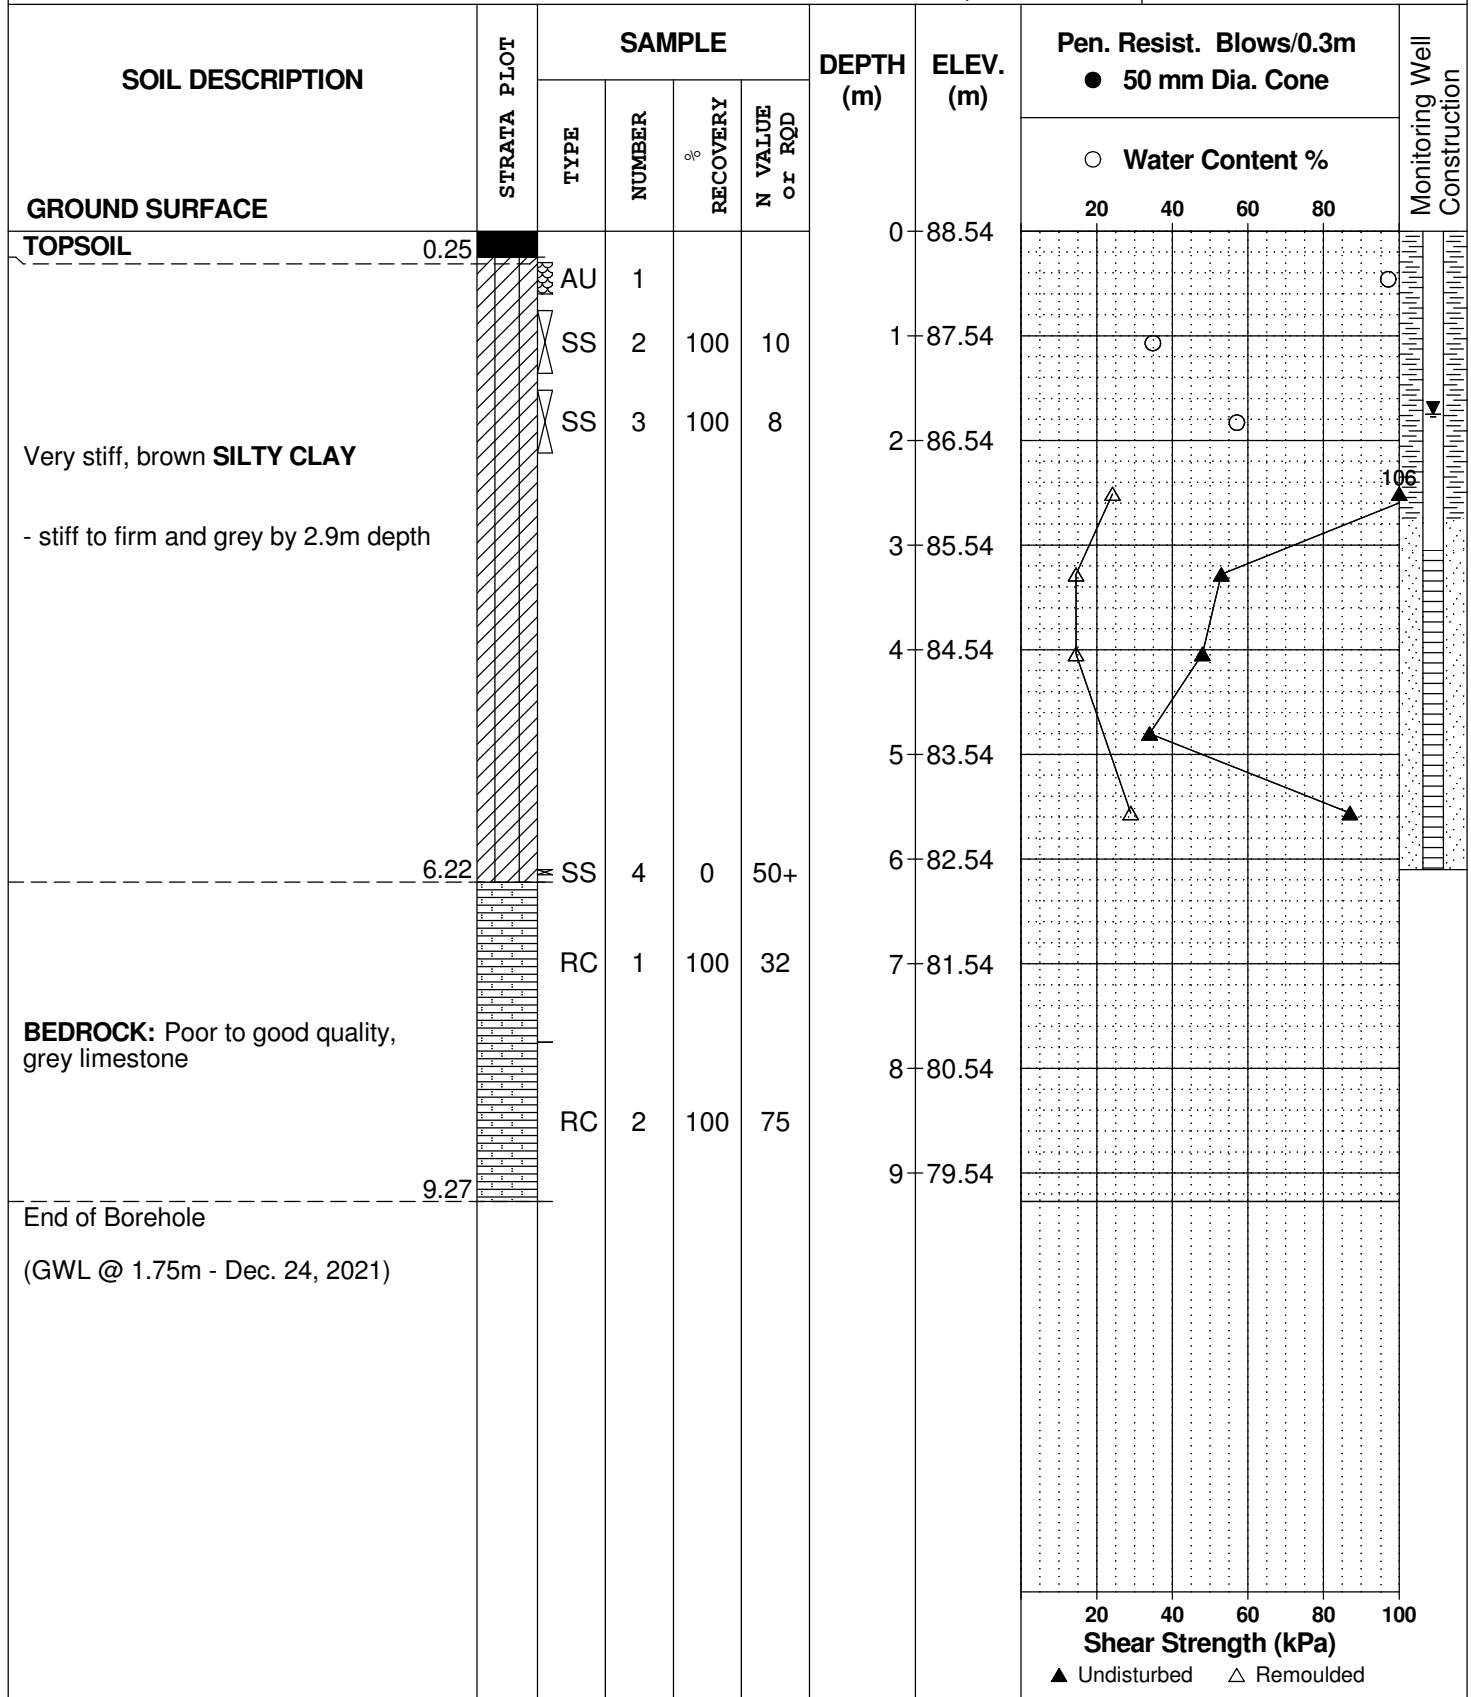 SOIL DESCRIPTION
GROUND SURFACE
STRATA PLOT
SAMPLE
TYPE
NUMBER
%
RECOVERY
N VALUE
or RQD
DEPTH
(m)
ELEV.
(m)
Pen. Resist. Blows/0.3m
● 50 mm Dia. Cone
○ Water Content %
20 40 60 80
Monitoring Well
Construction
0 88.54
TOPSOIL 0.25
AU 1
SS 2 100 10
1 87.54
SS 3 100 8
2 86.54
Very stiff, brown SILTY CLAY
106
- stiff to firm and grey by 2.9m depth
3 85.54
4 84.54
5 83.54
6 82.54
6.22
SS 4 0 50+
RC 1 100 32
7 81.54
BEDROCK: Poor to good quality,
grey limestone
8 80.54
RC 2 100 75
9 79.54
9.27
End of Borehole
(GWL @ 1.75m - Dec. 24, 2021)
20 40 60 80 100
Shear Strength (kPa)
▲ Undisturbed △ Remoulded